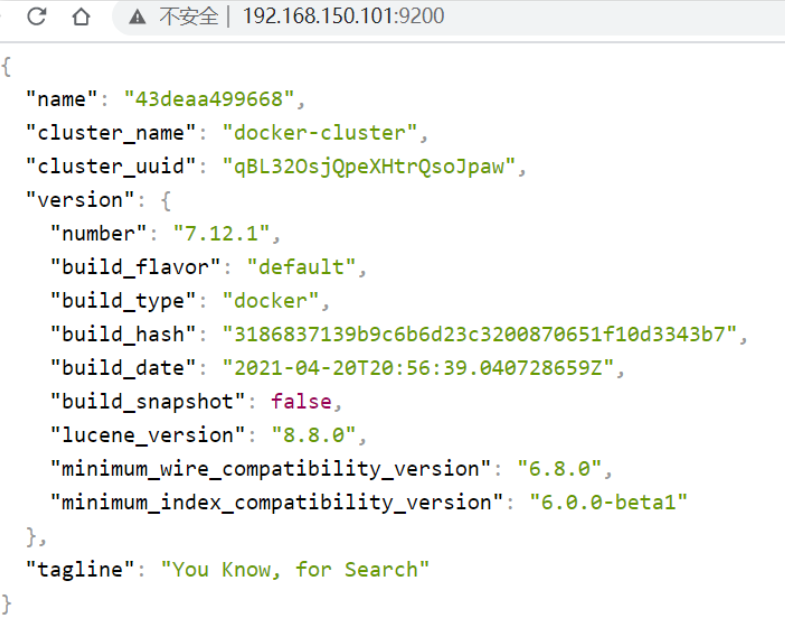 不安全 | 192.168.150.101:9200
{
  "name": "43deaa499668",
  "cluster_name": "docker-cluster",
  "cluster_uuid": "qBL32OsjQpeXHtrQsoJpaw",
  "version": {
    "number": "7.12.1",
    "build_flavor": "default",
    "build_type": "docker",
    "build_hash": "3186837139b9c6b6d23c3200870651f10d3343b7",
    "build_date": "2021-04-20T20:56:39.040728659Z",
    "build_snapshot": false,
    "lucene_version": "8.8.0",
    "minimum_wire_compatibility_version": "6.8.0",
    "minimum_index_compatibility_version": "6.0.0-beta1"
  },
  "tagline": "You Know, for Search"
}